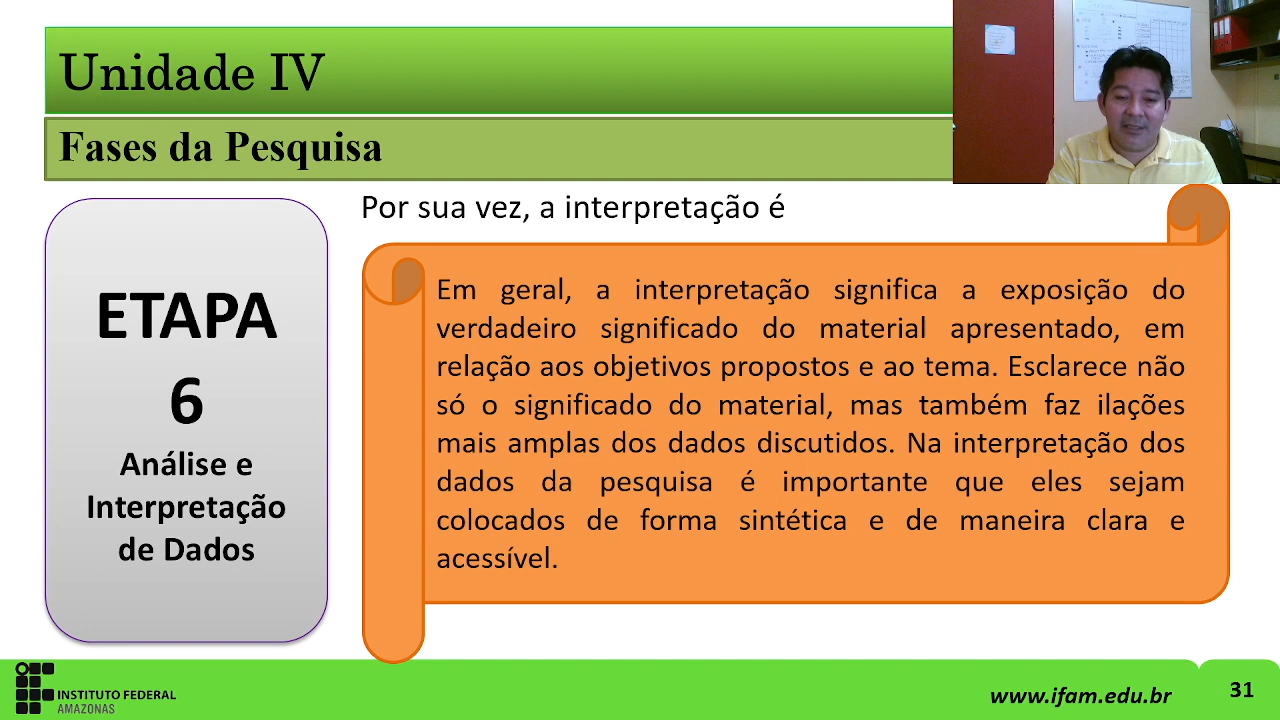 Unidade IV
Fases da Pesquisa
Por sua vez, a interpretação é
ETAPA
6
Análise e
Interpretação
de Dados
Em geral, a interpretação significa a exposição do
verdadeiro significado do material apresentado, em
relação aos objetivos propostos e ao tema. Esclarece não
só o significado do material, mas também faz ilações
mais amplas dos dados discutidos. Na interpretação dos
dados da pesquisa é importante que eles sejam
colocados de forma sintética e de maneira clara e
acessível.
INSTITUTO FEDERAL
AMAZONAS
www.ifam.edu.br
31